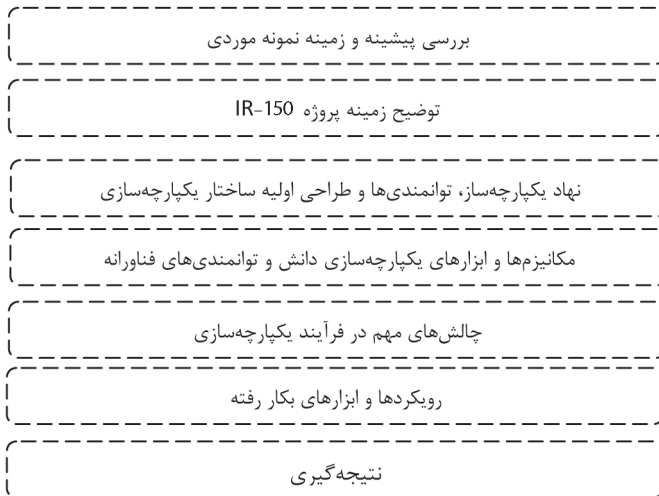 بررسی پیشینه و زمینه نمونه موردی
توضیح زمینه پروژه IR-150
نهاد یکپارچه‌ساز، توانمندی‌ها و طراحی اولیه ساختار یکپارچه‌سازی
مکانیزم‌ها و ابزارهای یکپارچه‌سازی دانش و توانمندی‌های فناورانه
چالش‌های مهم در فرآیند یکپارچه‌سازی
رویکردها و ابزارهای بکار رفته
نتیجه‌گیری